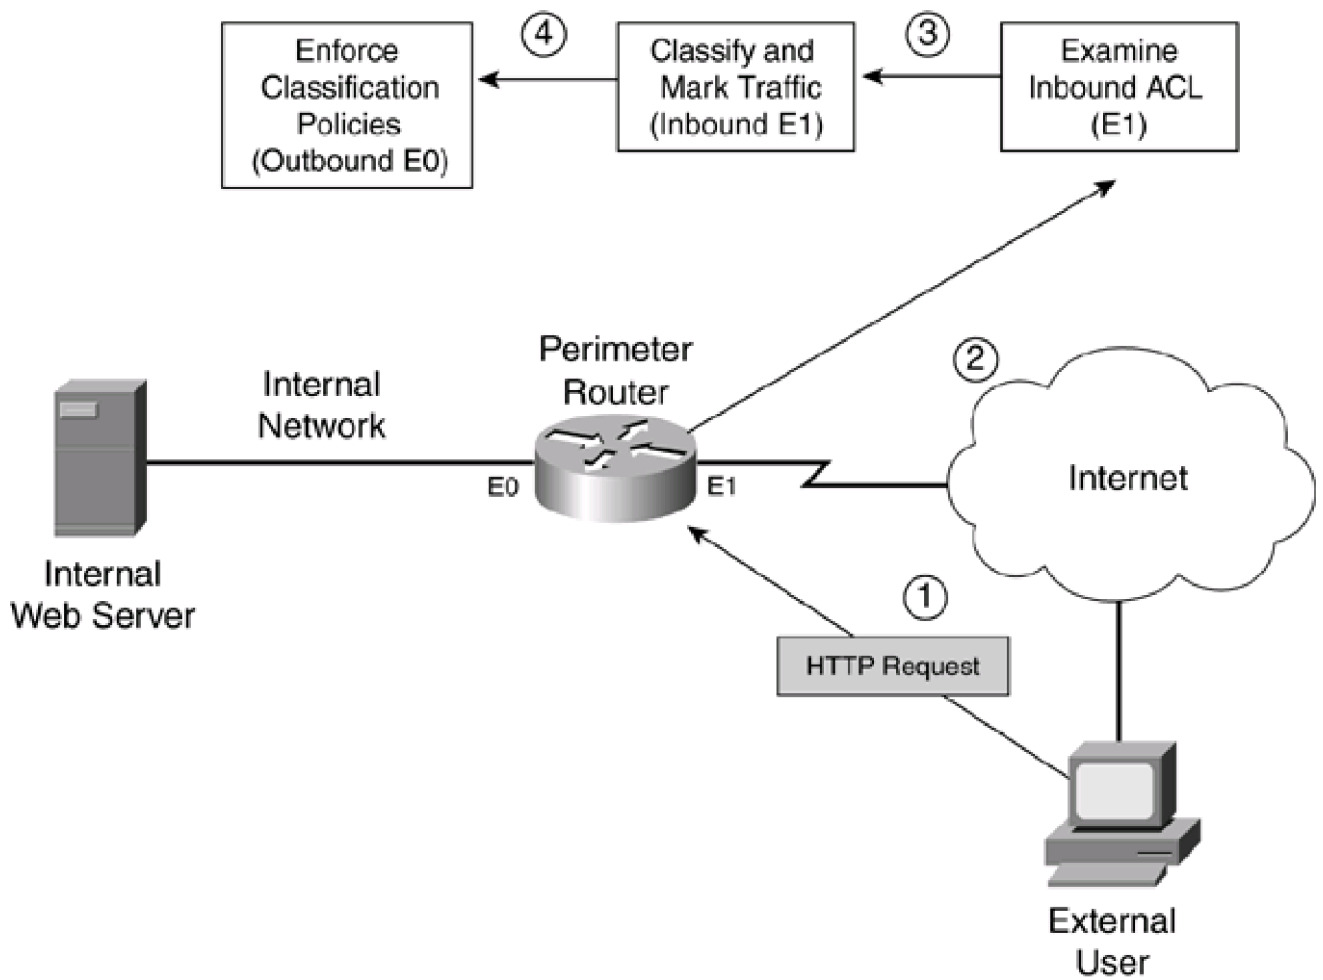 Enforce
Classification
Policies
(Outbound E0)
4
Classify and
Mark Traffic
(Inbound E1)
3
Examine
Inbound ACL
(E1)
Perimeter
Router
2
Internal
Network
Internet
E0
E1
Internal
Web Server
1
HTTP Request
External
User